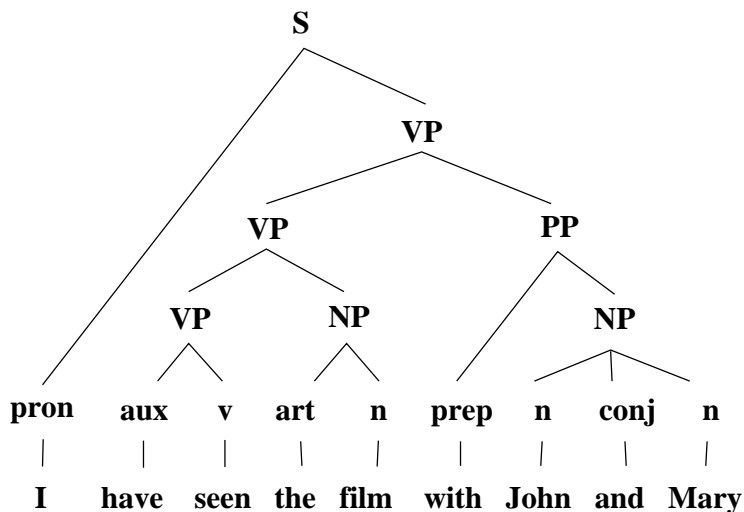 S
VP
VP PP
VP NP NP
pron aux v art n prep n conj n
I have seen the film with John and Mary